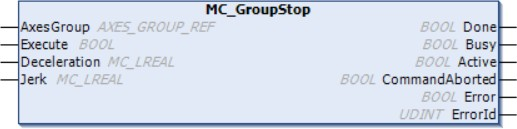 MC_GroupStop
AxesGroup AXES_GROUP_REF BOOL Done
Execute BOOL BOOL Busy
Deceleration MC_LREAL BOOL Active
Jerk MC_LREAL BOOL CommandAborted
BOOL Error
UDINT ErrorId